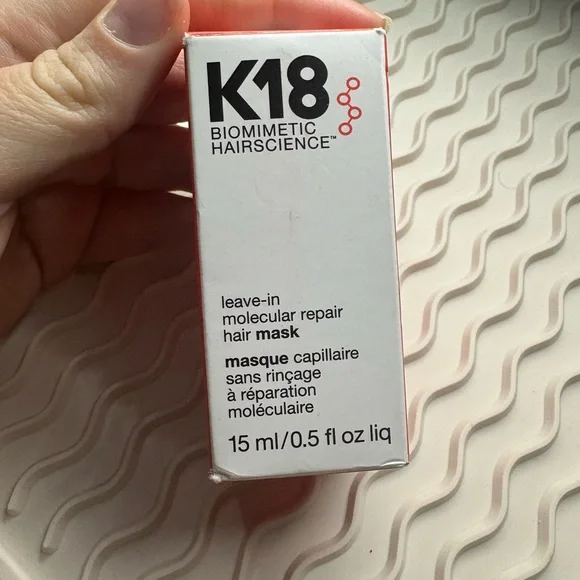 K18
BIOMIMETIC
HAIRSCIENCE™
leave-in
molecular repair
hair mask
masque capillaire
sans rinçage
à réparation
moléculaire
15 ml/0.5 fl oz liq